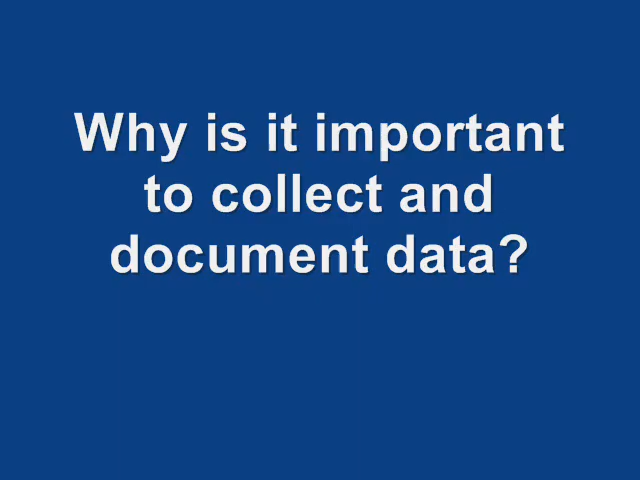 Why is it important
to collect and
document data?